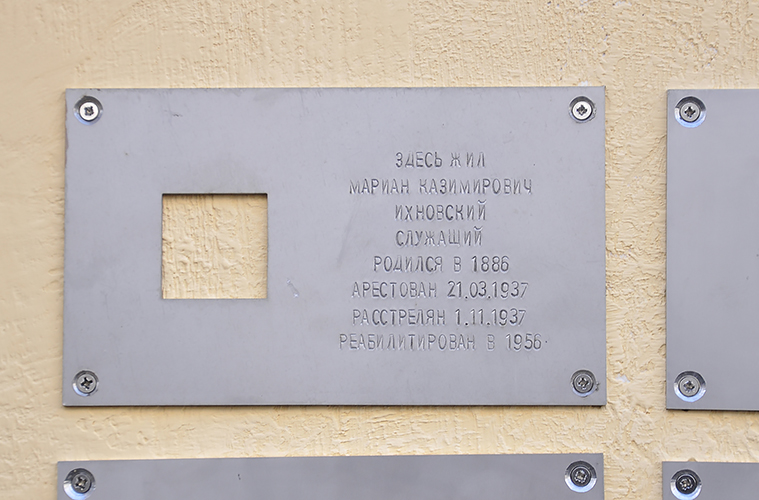 ЗДЕСЬ ЖИЛ
МАРИАН КАЗИМИРОВИЧ
ИХНОВСКИЙ
СЛУЖАЩИЙ
РОДИЛСЯ В 1886
АРЕСТОВАН 21.03.1937
РАССТРЕЛЯН 1.11.1937
РЕАБИЛИТИРОВАН В 1956